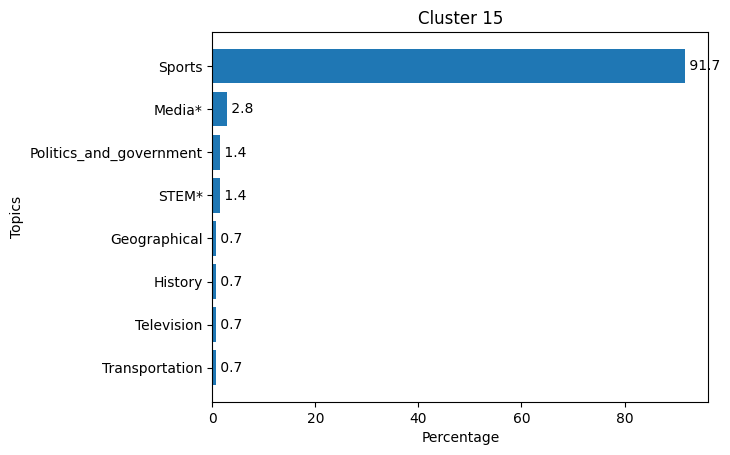 Cluster 15
Topics
Sports 91.7
Media* 2.8
Politics_and_government 1.4
STEM* 1.4
Geographical 0.7
History 0.7
Television 0.7
Transportation 0.7
0 20 40 60 80
Percentage